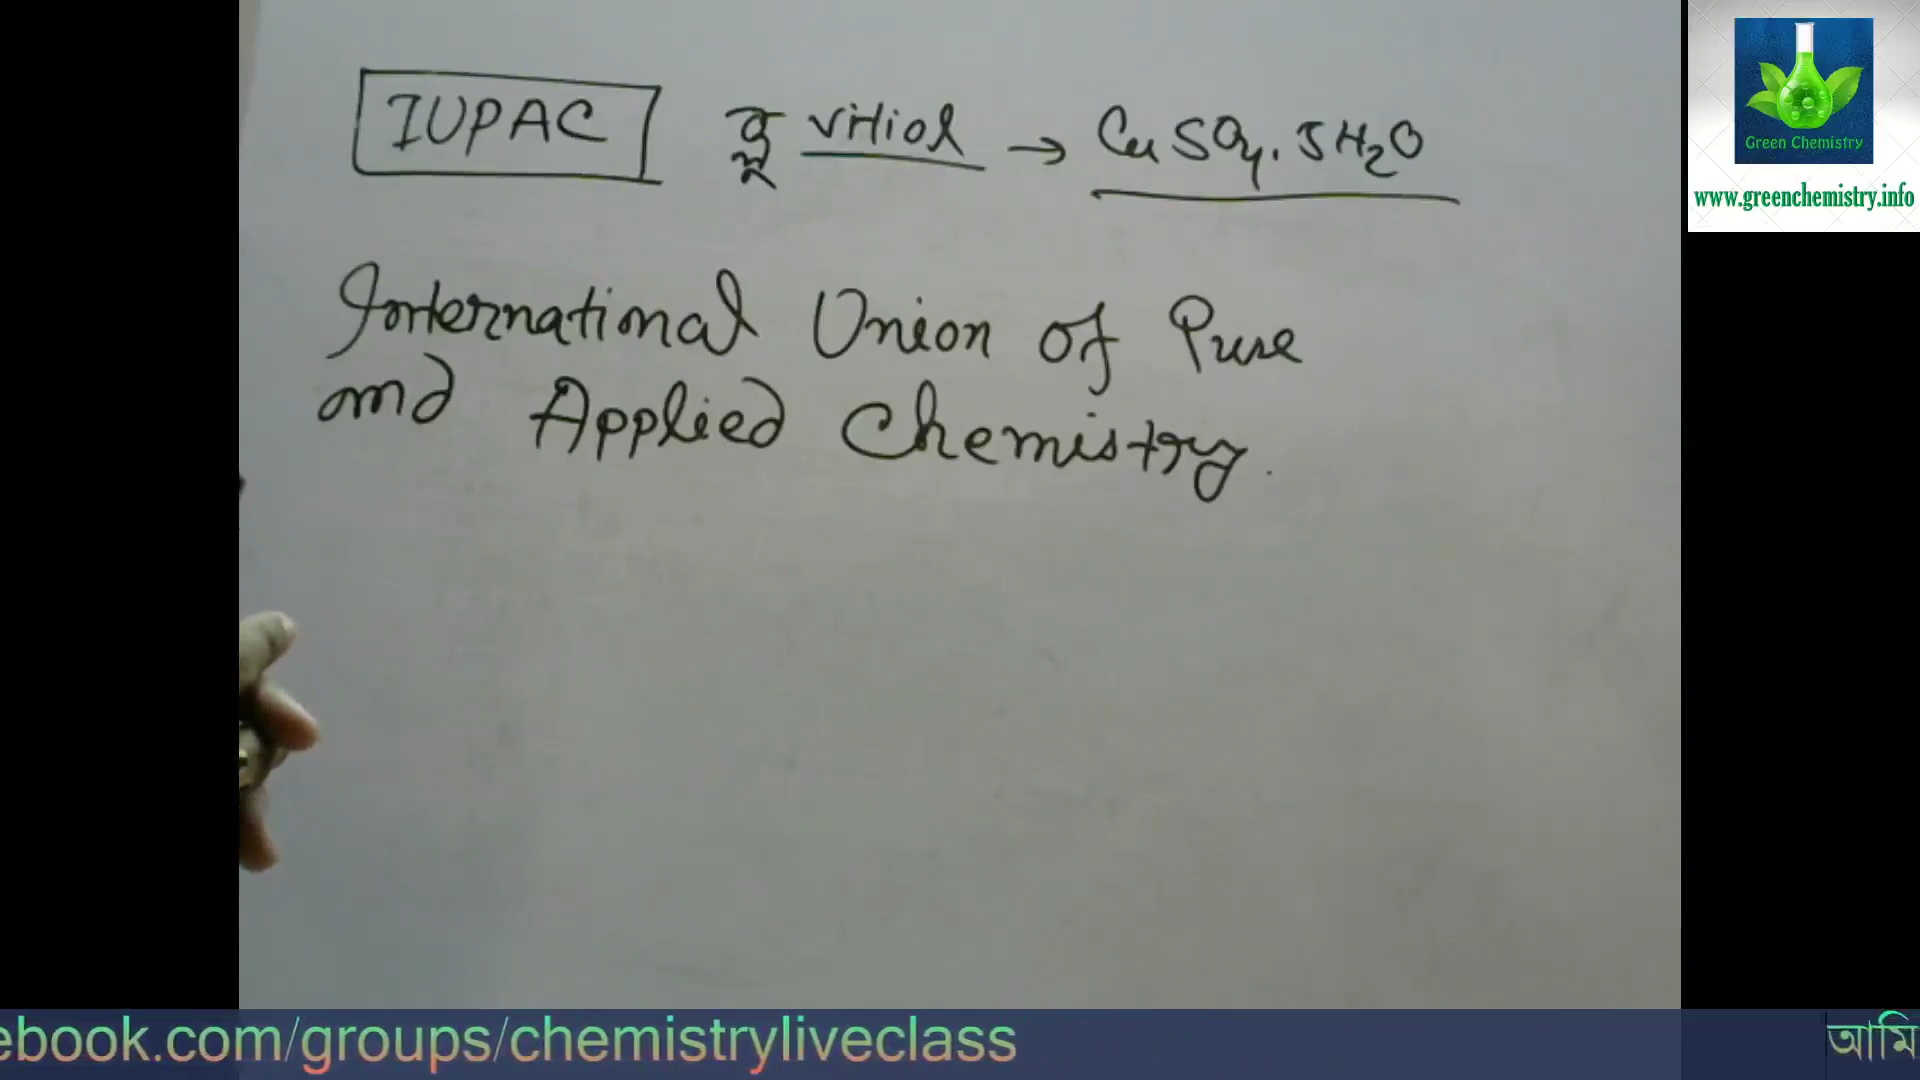 IUPAC ব্লু vitriol → CuSO₄.5H₂O
International Union of Pure
and Applied Chemistry.
Green Chemistry
www.greenchemistry.info
ebook.com/groups/chemistryliveclass আমি